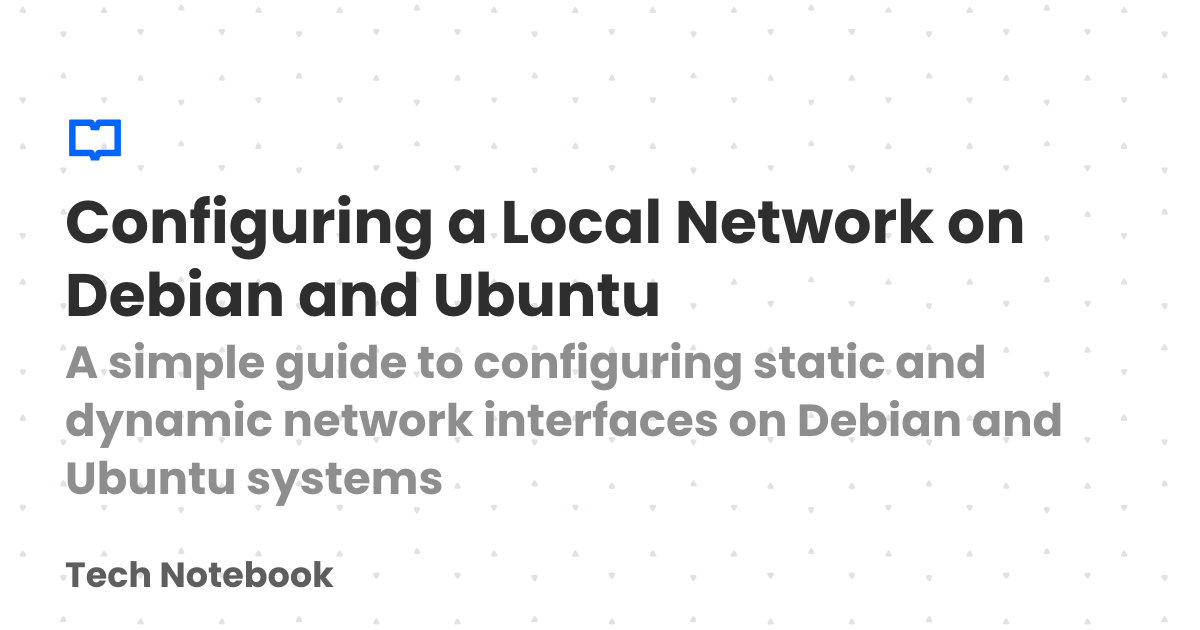 Configuring a Local Network on
Debian and Ubuntu
A simple guide to configuring static and
dynamic network interfaces on Debian and
Ubuntu systems
Tech Notebook